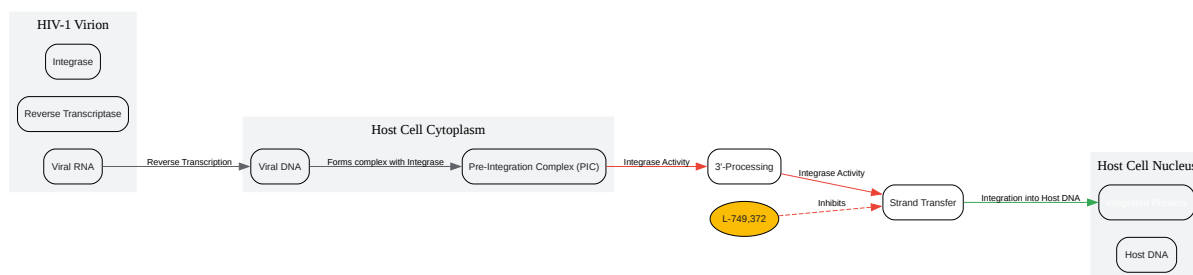 HIV-1 Virion
Integrase
Reverse Transcriptase
Viral RNA
Reverse Transcription
Host Cell Cytoplasm
Viral DNA
Forms complex with Integrase
Pre-Integration Complex (PIC)
Integrase Activity
3'-Processing
Integrase Activity
L-749,372
Inhibits
Strand Transfer
Integration into Host DNA
Host Cell Nucleus
Integrated Provirus
Host DNA